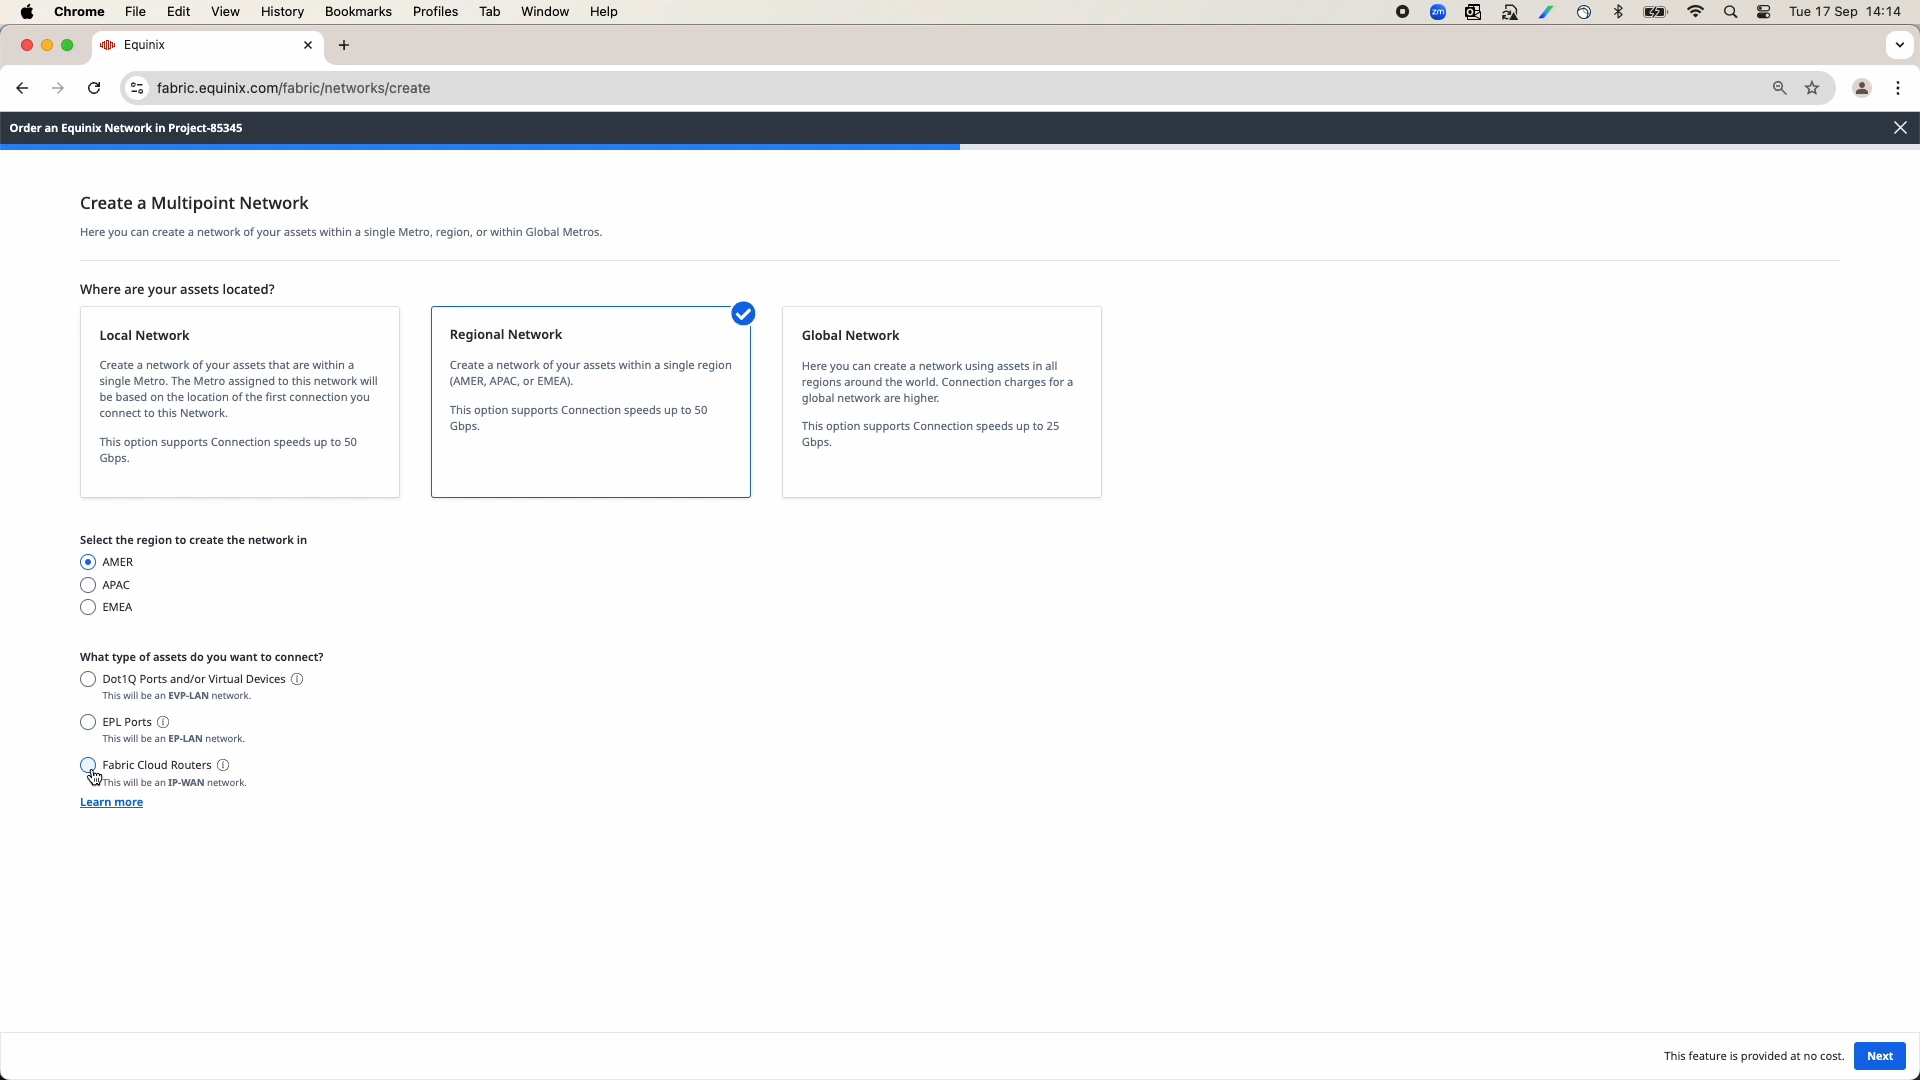 Chrome File Edit View History Bookmarks Profiles Tab Window Help zm Tue 17 Sep 14:14
Equinix
fabric.equinix.com/fabric/networks/create
Order an Equinix Network in Project-85345
Create a Multipoint Network
Here you can create a network of your assets within a single Metro, region, or within Global Metros.
Where are your assets located?
Local Network
Create a network of your assets that are within a
single Metro. The Metro assigned to this network will
be based on the location of the first connection you
connect to this Network.
This option supports Connection speeds up to 50
Gbps.
Regional Network
Create a network of your assets within a single region
(AMER, APAC, or EMEA).
This option supports Connection speeds up to 50
Gbps.
Global Network
Here you can create a network using assets in all
regions around the world. Connection charges for a
global network are higher.
This option supports Connection speeds up to 25
Gbps.
Select the region to create the network in
AMER
APAC
EMEA
What type of assets do you want to connect?
Dot1Q Ports and/or Virtual Devices
This will be an EVP-LAN network.
EPL Ports
This will be an EP-LAN network.
Fabric Cloud Routers
This will be an IP-WAN network.
Learn more
This feature is provided at no cost. Next